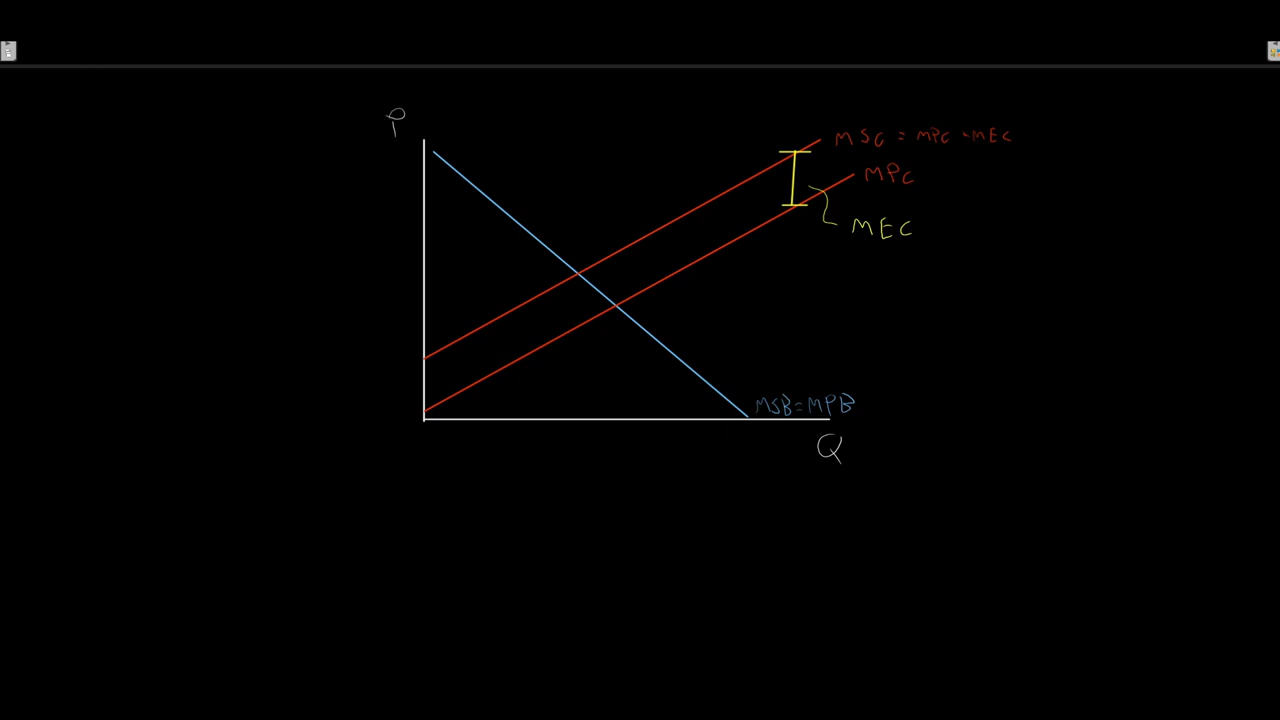 P
MSC = MPC + MEC
MPC
MEC
MSB=MPB
Q